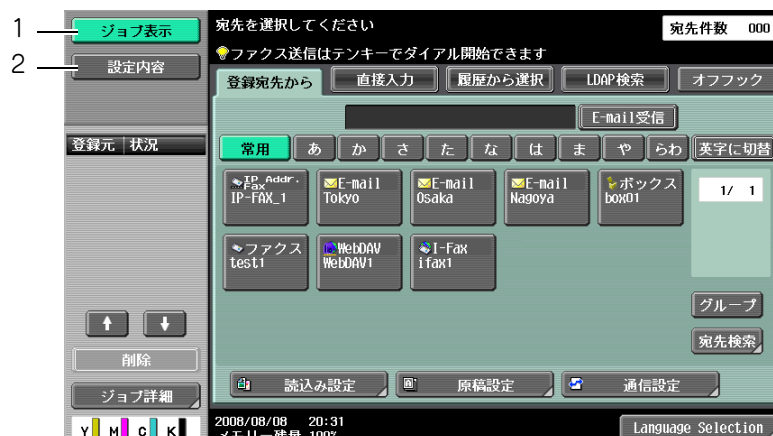 1
ジョブ表示
2
設定内容
登録元 状況
削除
ジョブ詳細
Y M C K
宛先を選択してください
宛先件数 000
ファクス送信はテンキーでダイアル開始できます
登録宛先から 直接入力 履歴から選択 LDAP検索 オフフック
E-mail受信
常用 あ か さ た な は ま や らわ 英字に切替
IP Addr. Fax
IP-FAX_1
E-mail
Tokyo
E-mail
Osaka
E-mail
Nagoya
ボックス
box01
1/ 1
ファクス
test1
WebDAV
WebDAV1
I-Fax
ifax1
グループ
宛先検索
読込み設定 原稿設定 通信設定
2008/08/08 20:31
メモリー残量 100%
Language Selection